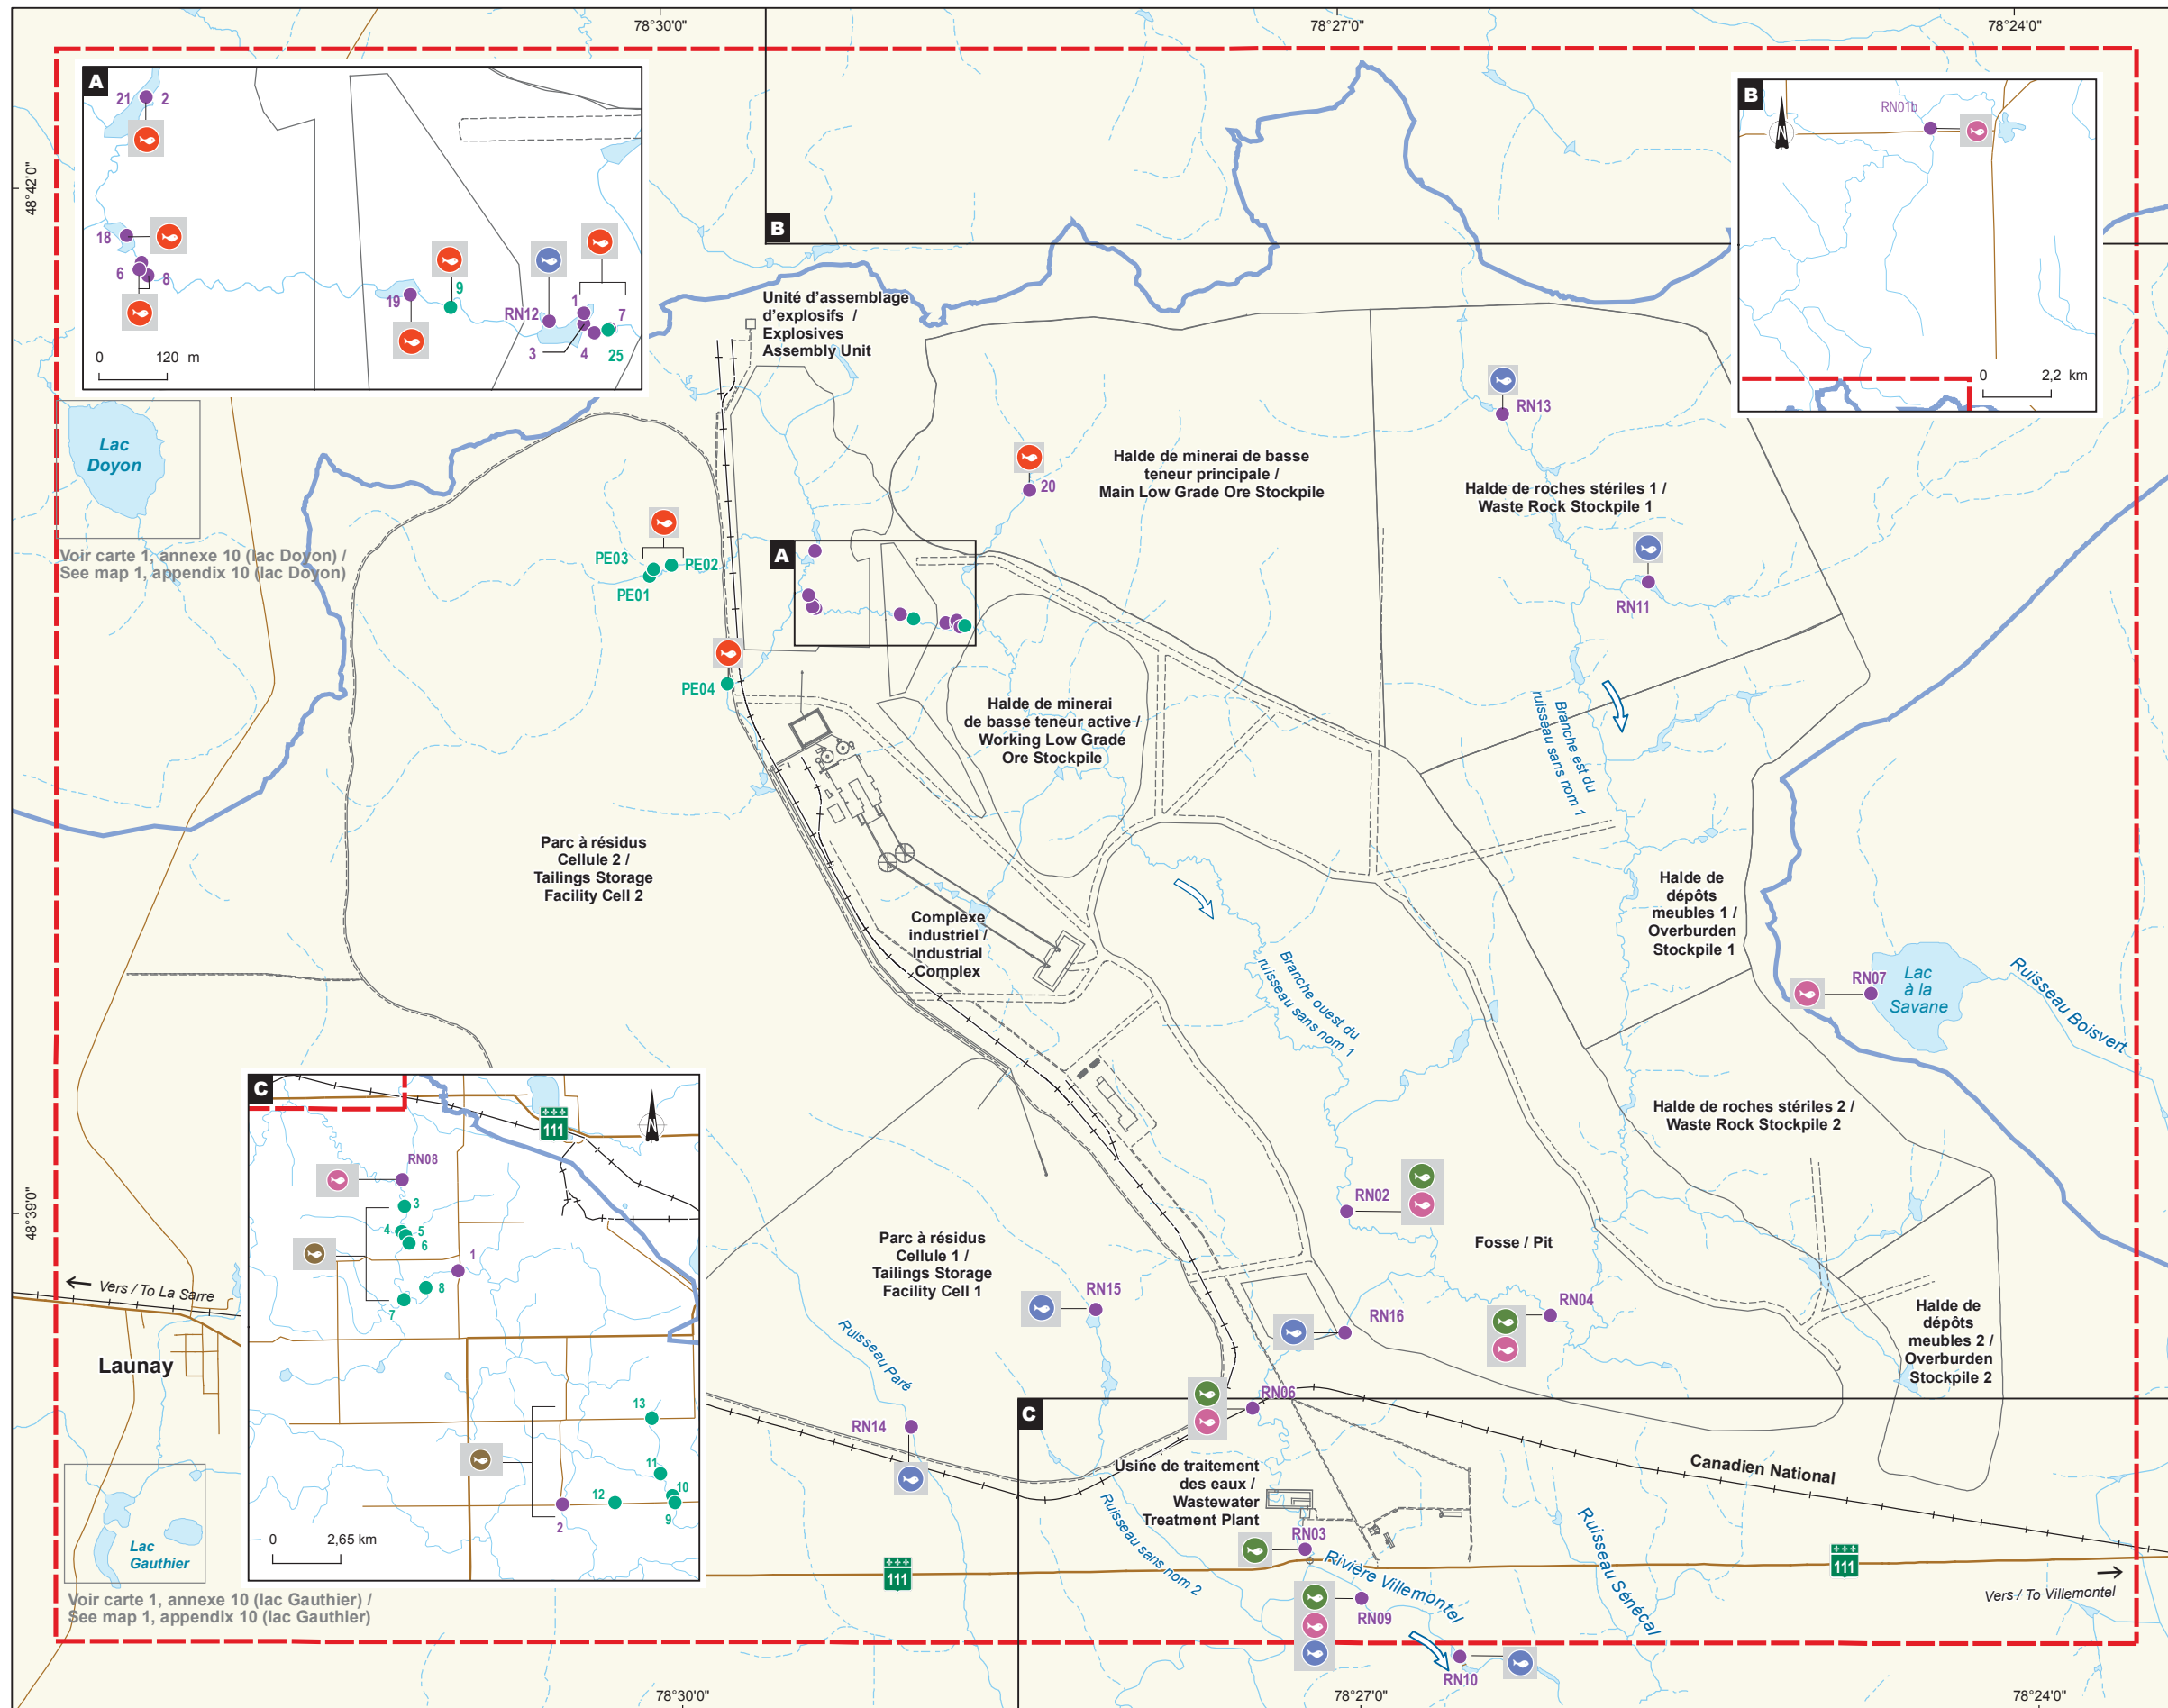 78°30'0"
78°27'0"
78°24'0"
48°42'0"
48°39'0"
A
21
2
18
6
8
19
9
RN12
1
3
4
7
25
0
120 m
B
RN01b
0
2,2 km
B
Lac
Doyon
Voir carte 1, annexe 10 (lac Doyon) /
See map 1, appendix 10 (lac Doyon)
Unité d'assemblage
d'explosifs /
Explosives
Assembly Unit
20
Halde de minerai de basse
teneur principale /
Main Low Grade Ore Stockpile
RN13
Halde de roches stériles 1 /
Waste Rock Stockpile 1
RN11
PE03
PE02
PE01
A
PE04
Halde de minerai
de basse teneur active /
Working Low Grade
Ore Stockpile
Branche est du
ruisseau sans nom 1
Parc à résidus
Cellule 2 /
Tailings Storage
Facility Cell 2
Complexe
industriel /
Industrial
Complex
Halde de
dépôts
meubles 1 /
Overburden
Stockpile 1
Branche ouest du
ruisseau sans nom 1
RN07
Lac
à la
Savane
Ruisseau Boisvert
Halde de roches stériles 2 /
Waste Rock Stockpile 2
C
111
RN08
3
4
5
6
1
8
7
13
11
10
12
9
2
0
2,65 km
RN02
Fosse / Pit
Parc à résidus
Cellule 1 /
Tailings Storage
Facility Cell 1
RN15
RN16
RN04
Halde de
dépôts
meubles 2 /
Overburden
Stockpile 2
Vers / To La Sarre
Launay
Ruisseau Paré
RN06
C
RN14
Canadien National
Usine de traitement
des eaux /
Wastewater
Treatment Plant
Ruisseau sans nom 2
RN03
Rivière Villemontel
Ruisseau Sénécal
111
111
Vers / To Villemontel
Lac
Gauthier
Voir carte 1, annexe 10 (lac Gauthier) /
See map 1, appendix 10 (lac Gauthier)
RN09
RN10
78°30'0"
78°27'0"
78°24'0"